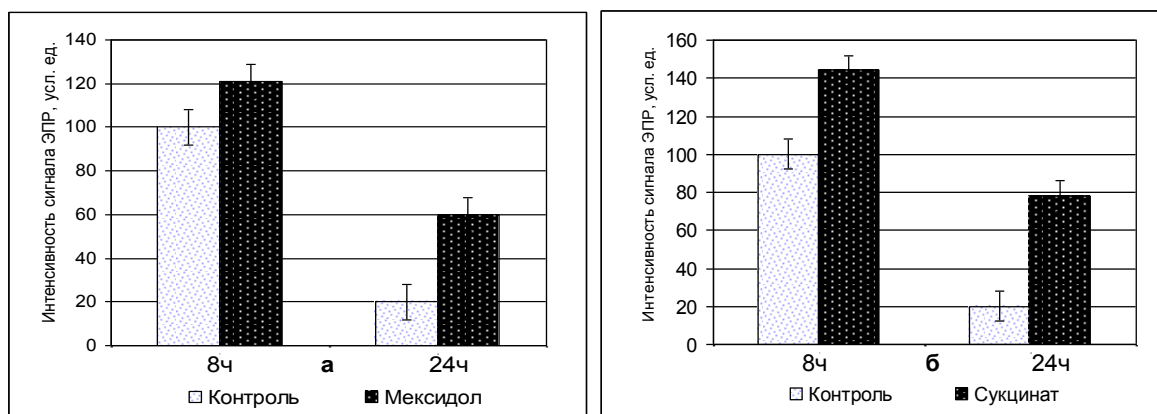 Интенсивность сигнала ЭПР, усл. ед.
140
120
100
80
60
40
20
0
8ч а 24ч
Контроль Мексидол
Интенсивность сигнала ЭПР, усл. ед.
160
140
120
100
80
60
40
20
0
8ч б 24ч
Контроль Сукцинат